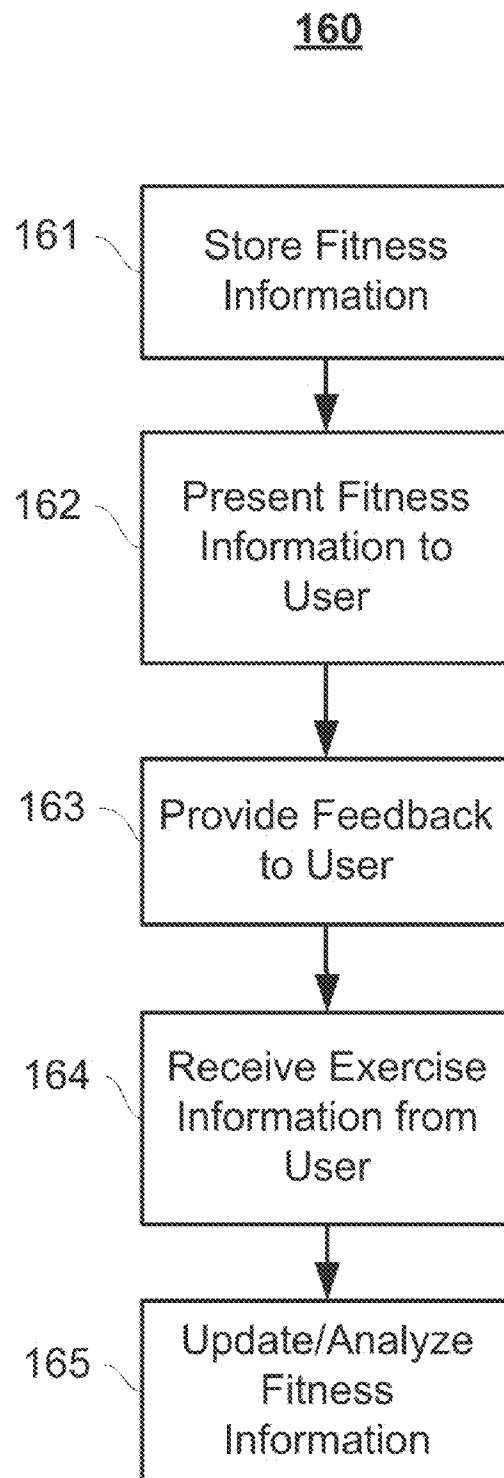 160
161
Store Fitness
Information
162
Present Fitness
Information to
User
163
Provide Feedback
to User
164
Receive Exercise
Information from
User
165
Update/Analyze
Fitness
Information